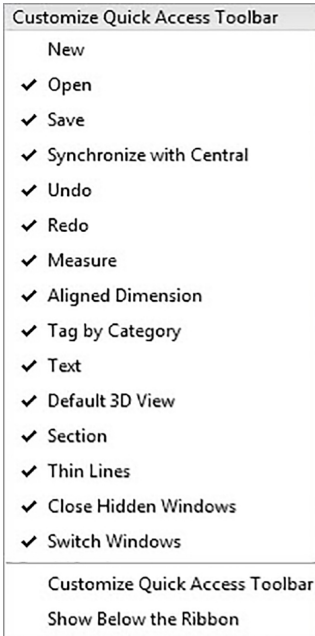 Customize Quick Access Toolbar
New
✓ Open
✓ Save
✓ Synchronize with Central
✓ Undo
✓ Redo
✓ Measure
✓ Aligned Dimension
✓ Tag by Category
✓ Text
✓ Default 3D View
✓ Section
✓ Thin Lines
✓ Close Hidden Windows
✓ Switch Windows
Customize Quick Access Toolbar
Show Below the Ribbon